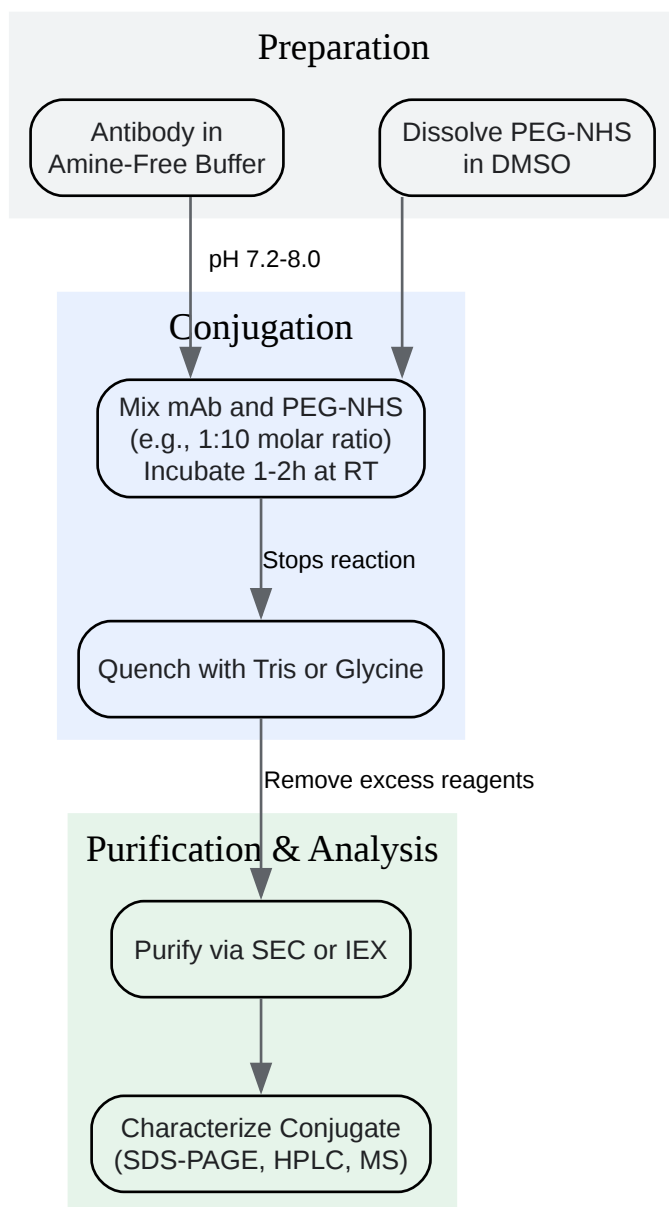 Preparation
Antibody in
Amine-Free Buffer
Dissolve PEG-NHS
in DMSO
pH 7.2-8.0
Conjugation
Mix mAb and PEG-NHS
(e.g., 1:10 molar ratio)
Incubate 1-2h at RT
Stops reaction
Quench with Tris or Glycine
Remove excess reagents
Purification & Analysis
Purify via SEC or IEX
Characterize Conjugate
(SDS-PAGE, HPLC, MS)